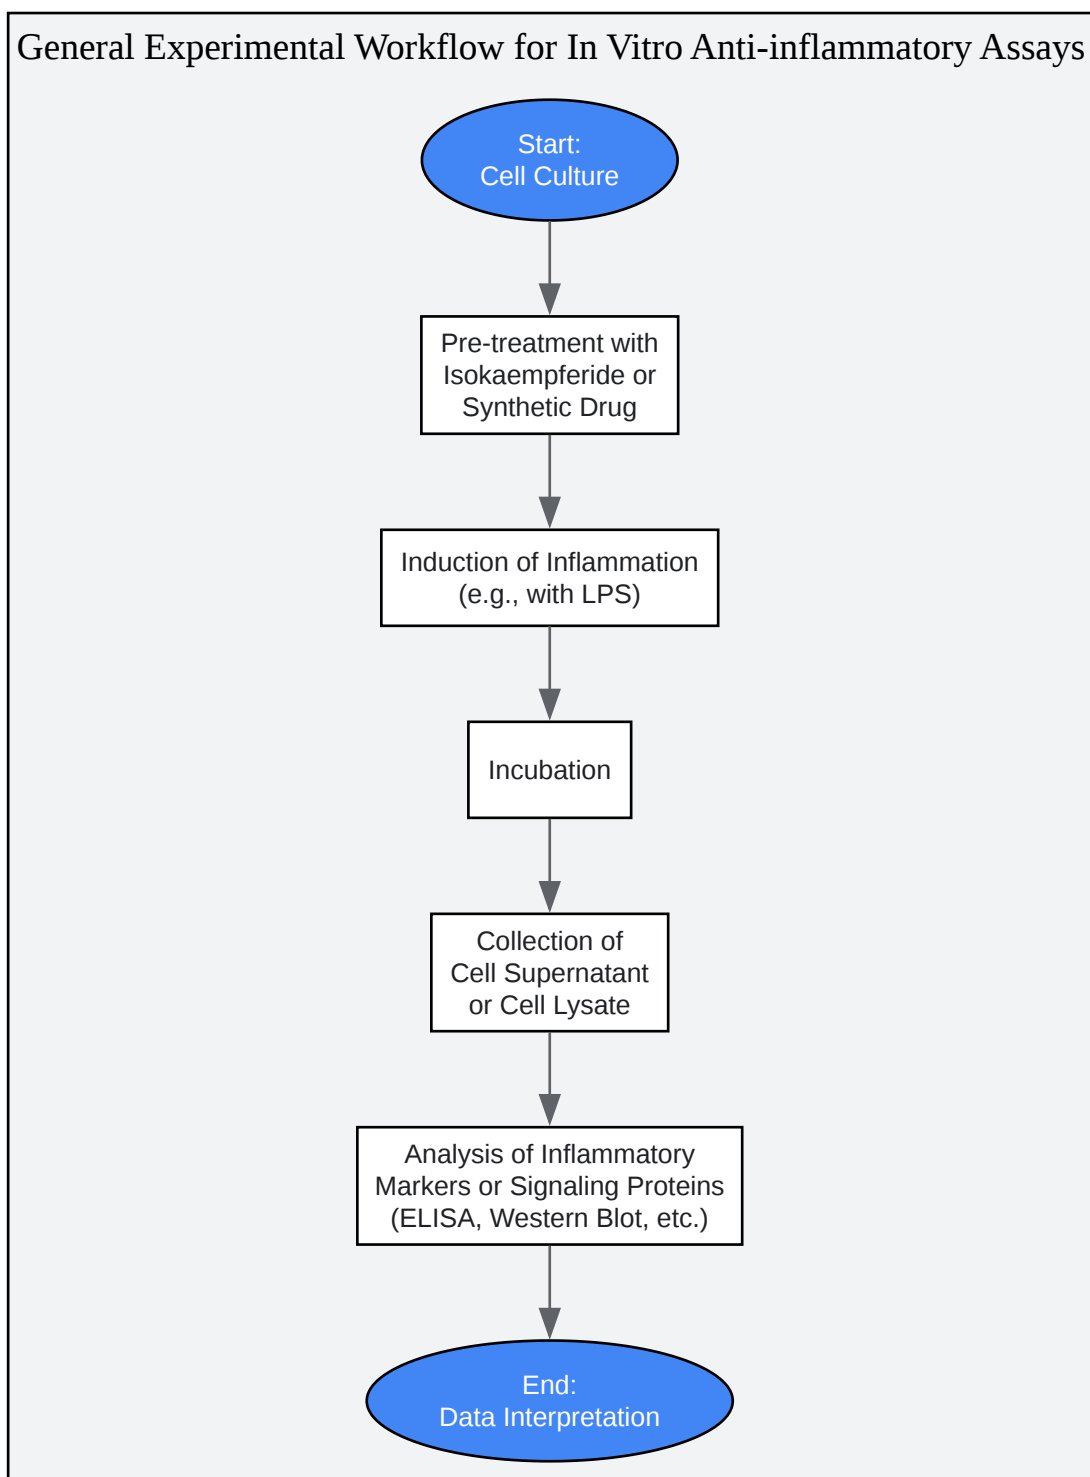 General Experimental Workflow for In Vitro Anti-inflammatory Assays
Start:
Cell Culture
Pre-treatment with
Isokaempferide or
Synthetic Drug
Induction of Inflammation
(e.g., with LPS)
Incubation
Collection of
Cell Supernatant
or Cell Lysate
Analysis of Inflammatory
Markers or Signaling Proteins
(ELISA, Western Blot, etc.)
End:
Data Interpretation